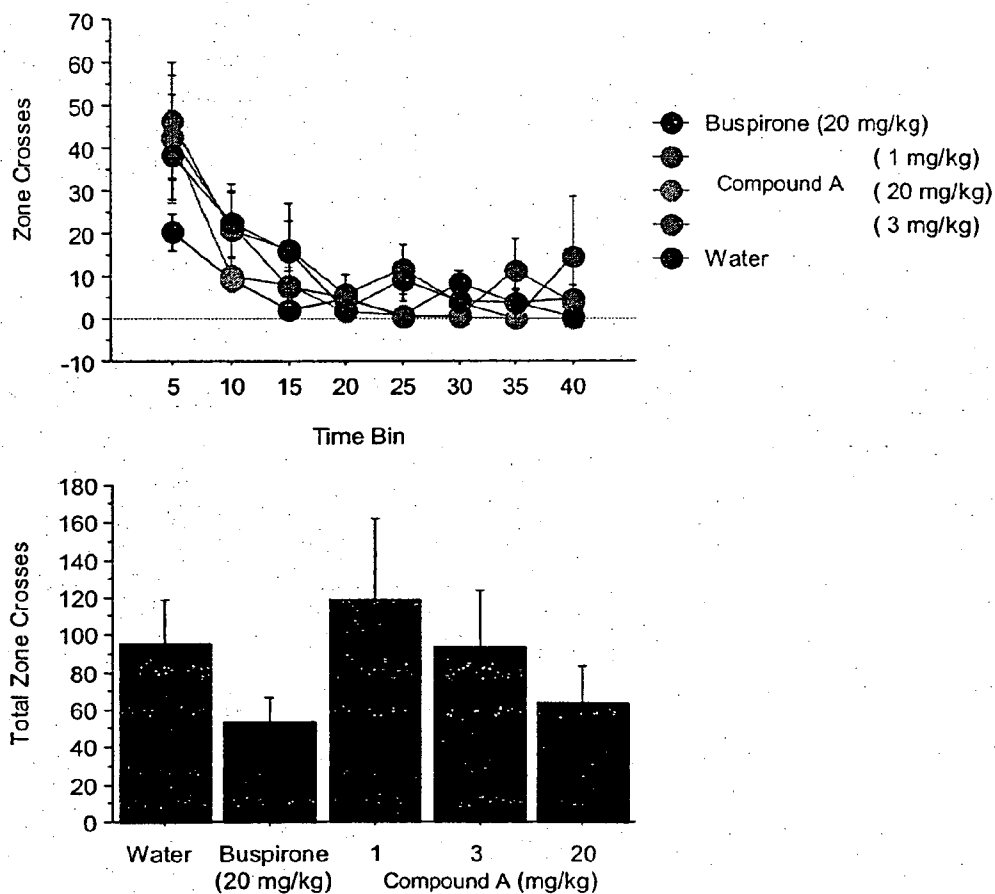 70
60
50
40
30
20
10
0
-10
Zone Crosses
5 10 15 20 25 30 35 40
Time Bin
Buspirone (20 mg/kg)
( 1 mg/kg)
Compound A ( 20 mg/kg)
( 3 mg/kg)
Water
180
160
140
120
100
80
60
40
20
0
Total Zone Crosses
Water Buspirone 1 3 20
(20 mg/kg) Compound A (mg/kg)